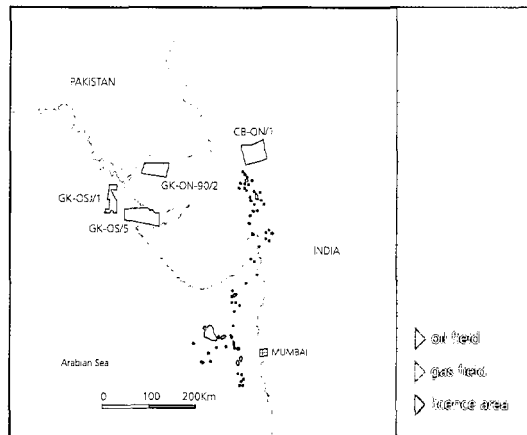 PAKISTAN
CB-ON/1
GK-ON-90/2
GK-OSJ/1
GK-OS/5
INDIA
MUMBAI
Arabian Sea
0 100 200Km
oil field
gas field
licence area